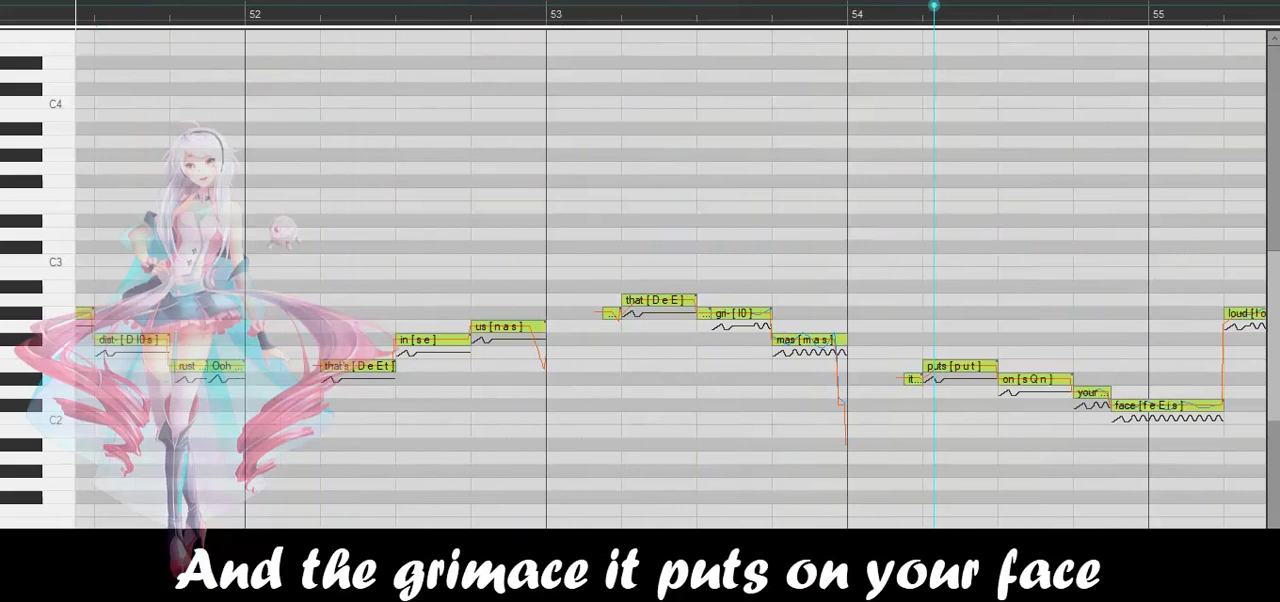 52 53 54 55
C4
C3
that [ D e E ]
... gri- [ I0 ] loud [ l o
us [ n a s ]
dist- [ D I0 s ] in [ s e ] mas [ m a s ]
rust ... Ooh ... that's [ D e E t ] puts [ p u t ]
it... on [ s Q n ]
your ...
face [ f e E i s ]
C2
And the grimace it puts on your face